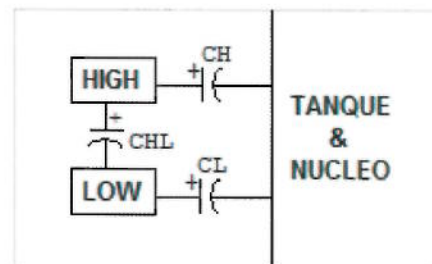 CH
HIGH
+
+
CHL
CL
LOW
+
TANQUE
&
NUCLEO